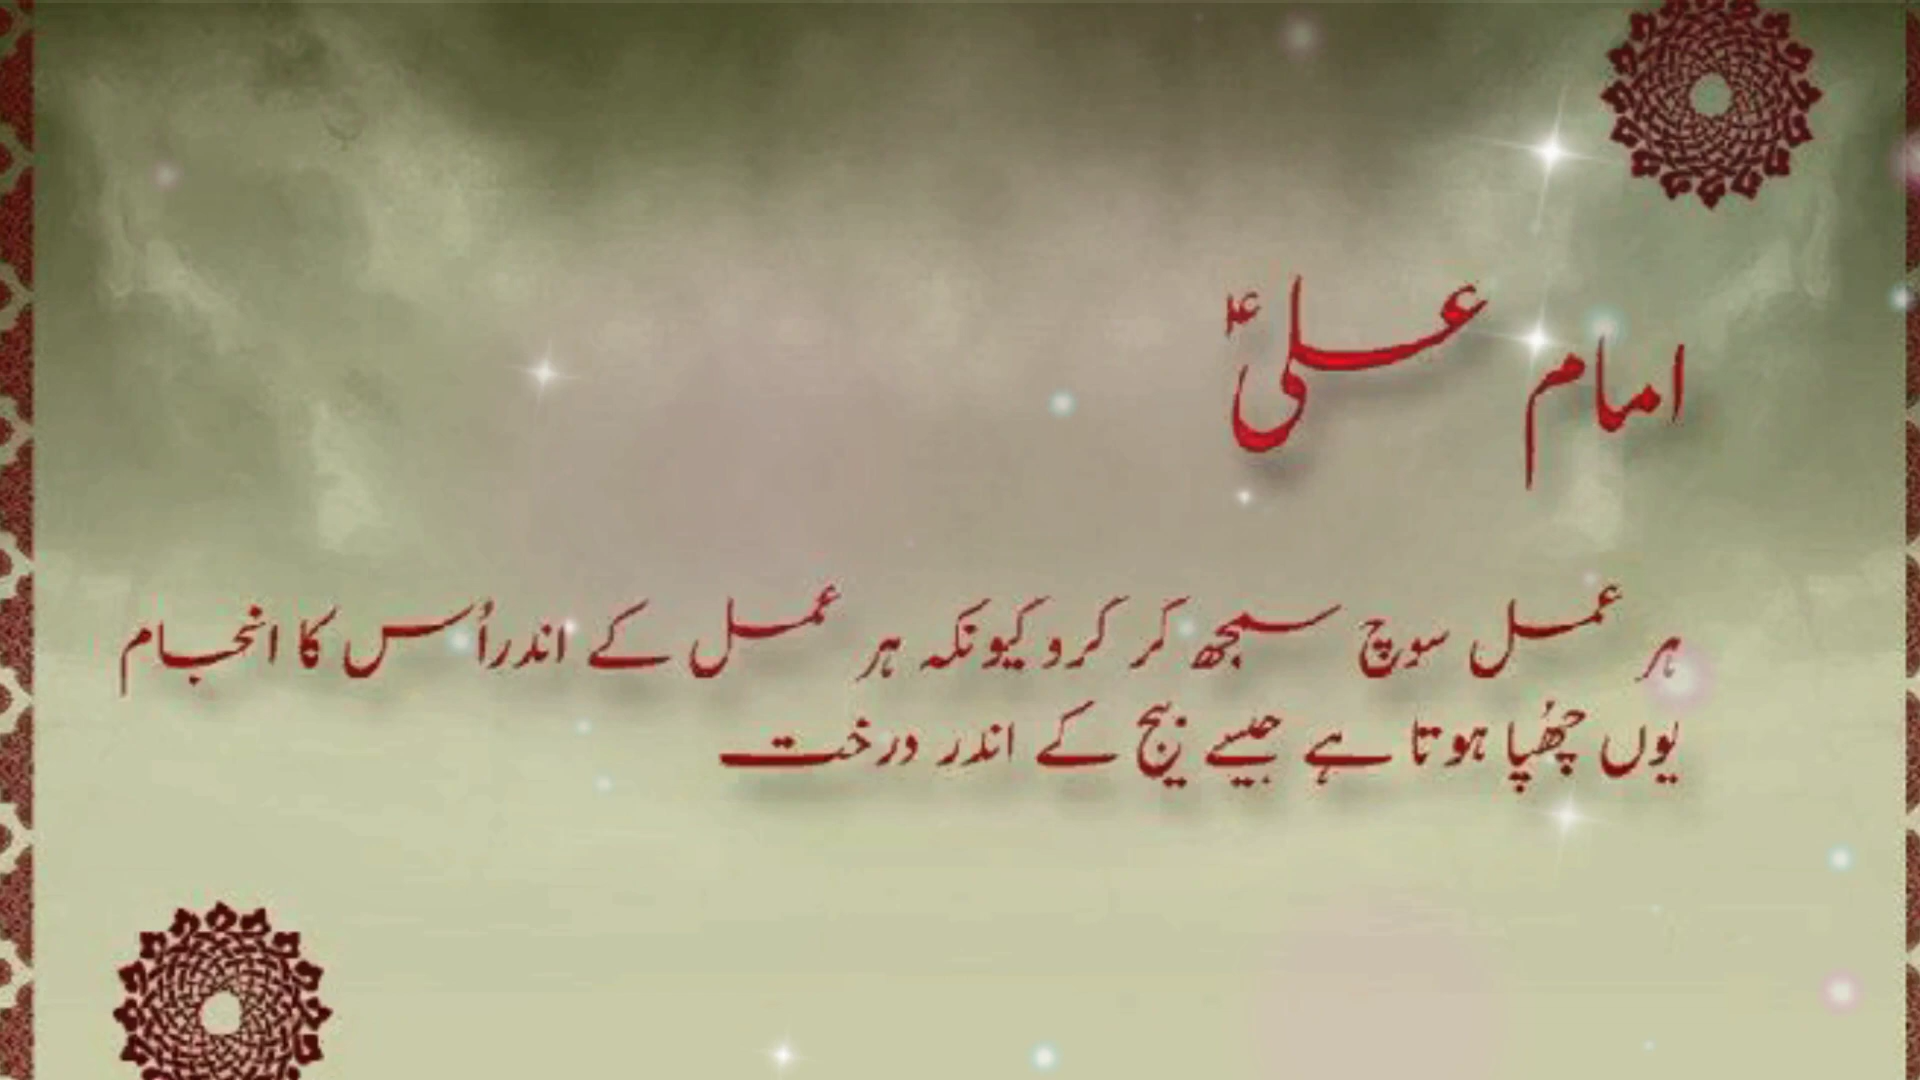 امام علیؑ
ہر عمل سوچ سمجھ کر کرو کیونکہ ہر عمل کے اندر اُس کا انجام
یوں چھُپا ہوتا ہے جیسے بیج کے اندر درخت